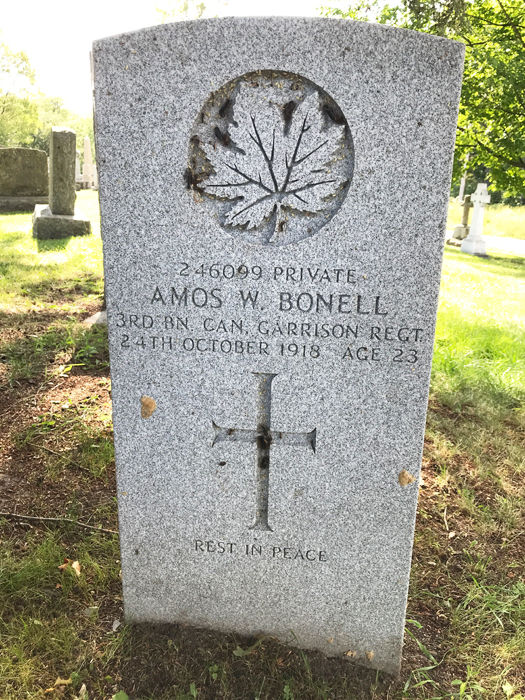 246099 PRIVATE
AMOS W. BONELL
3RD BN. CAN. GARRISON REGT.
24TH OCTOBER 1918 AGE 23
REST IN PEACE